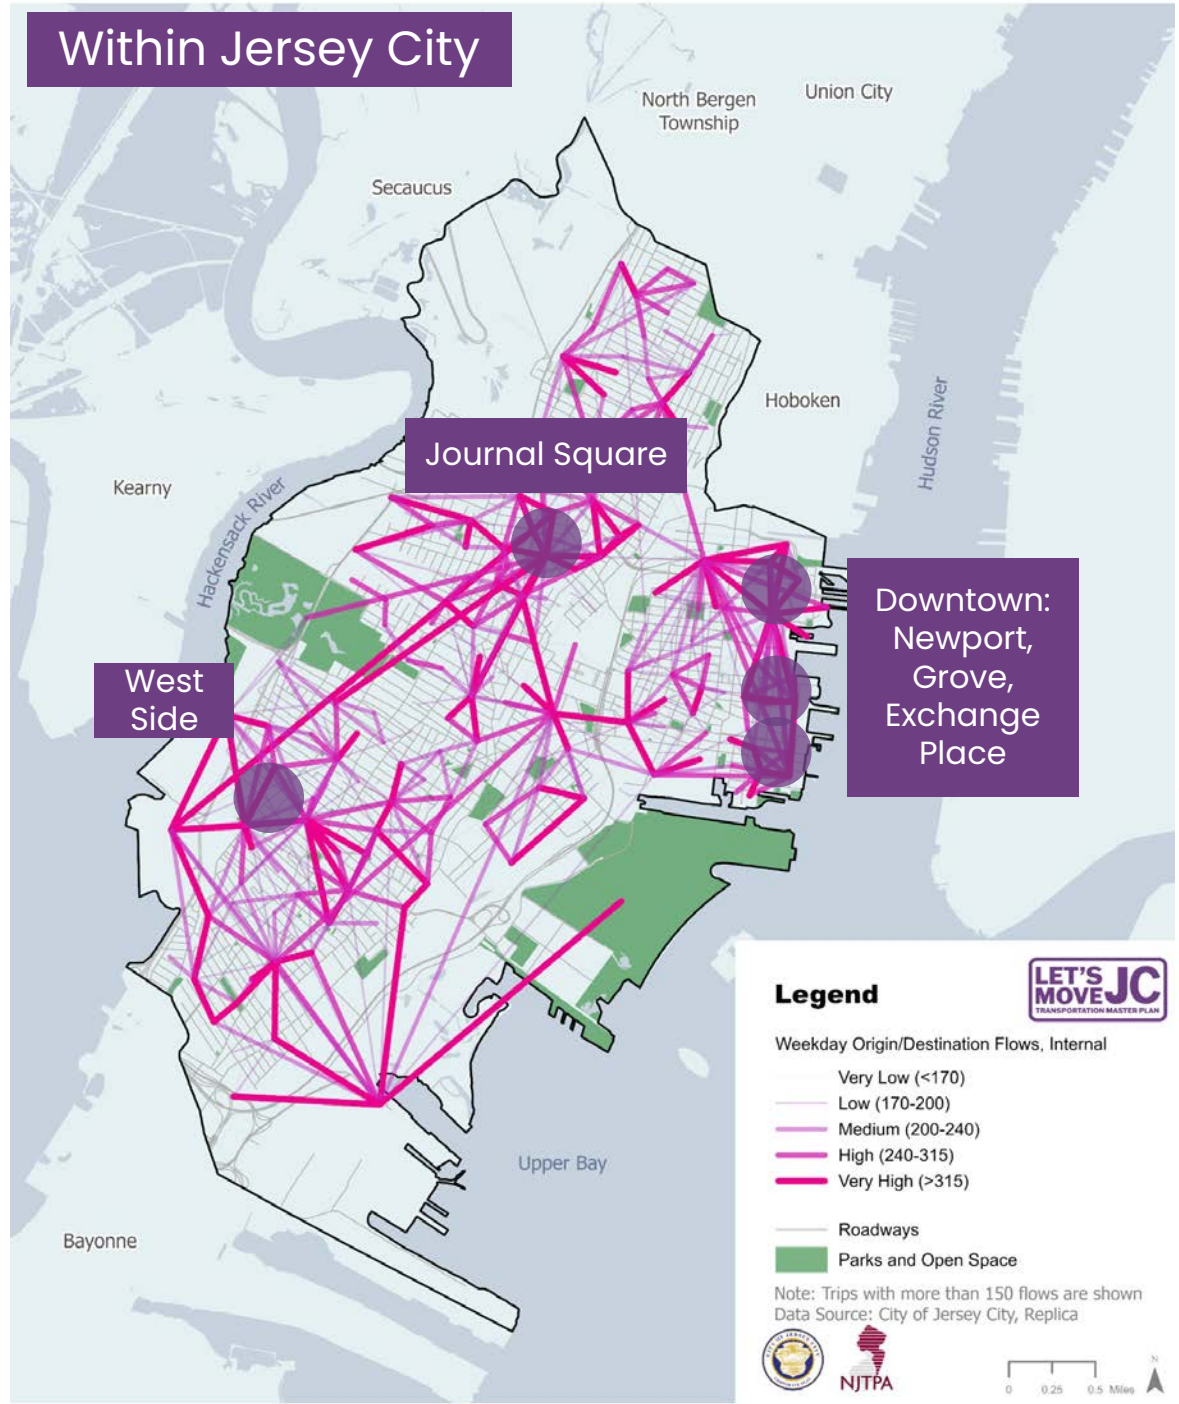 Within Jersey City
North Bergen
Township
Union City
Secaucus
Hoboken
Hudson River
Journal Square
Kearny
Hackensack River
Downtown:
Newport,
Grove,
Exchange
Place
West
Side
Upper Bay
Bayonne
Legend
LET'S
MOVE JC
TRANSPORTATION MASTER PLAN
Weekday Origin/Destination Flows, Internal
Very Low (<170)
Low (170-200)
Medium (200-240)
High (240-315)
Very High (>315)
Roadways
Parks and Open Space
Note: Trips with more than 150 flows are shown
Data Source: City of Jersey City, Replica
NJTPA
N
0 0.25 0.5 Miles